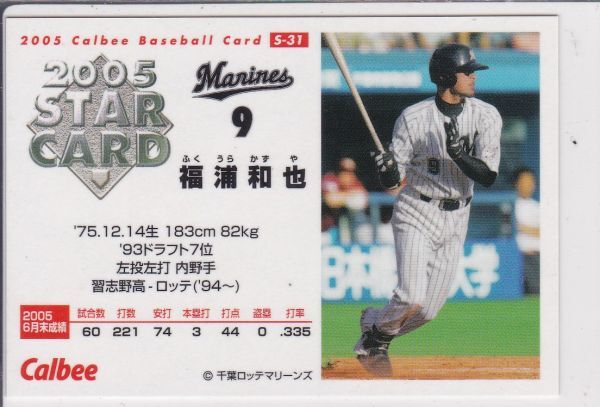 2005 Calbee Baseball Card S-31
2005
STAR
CARD
Marines
9
ふく うら かず や
福浦和也
'75.12.14生 183cm 82kg
'93ドラフト7位
左投左打 内野手
習志野高-ロッテ('94〜)
2005 6月末成績
試合数 打数 安打 本塁打 打点 盗塁 打率
60 221 74 3 44 0 .335
Calbee
© 千葉ロッテマリーンズ
M
9